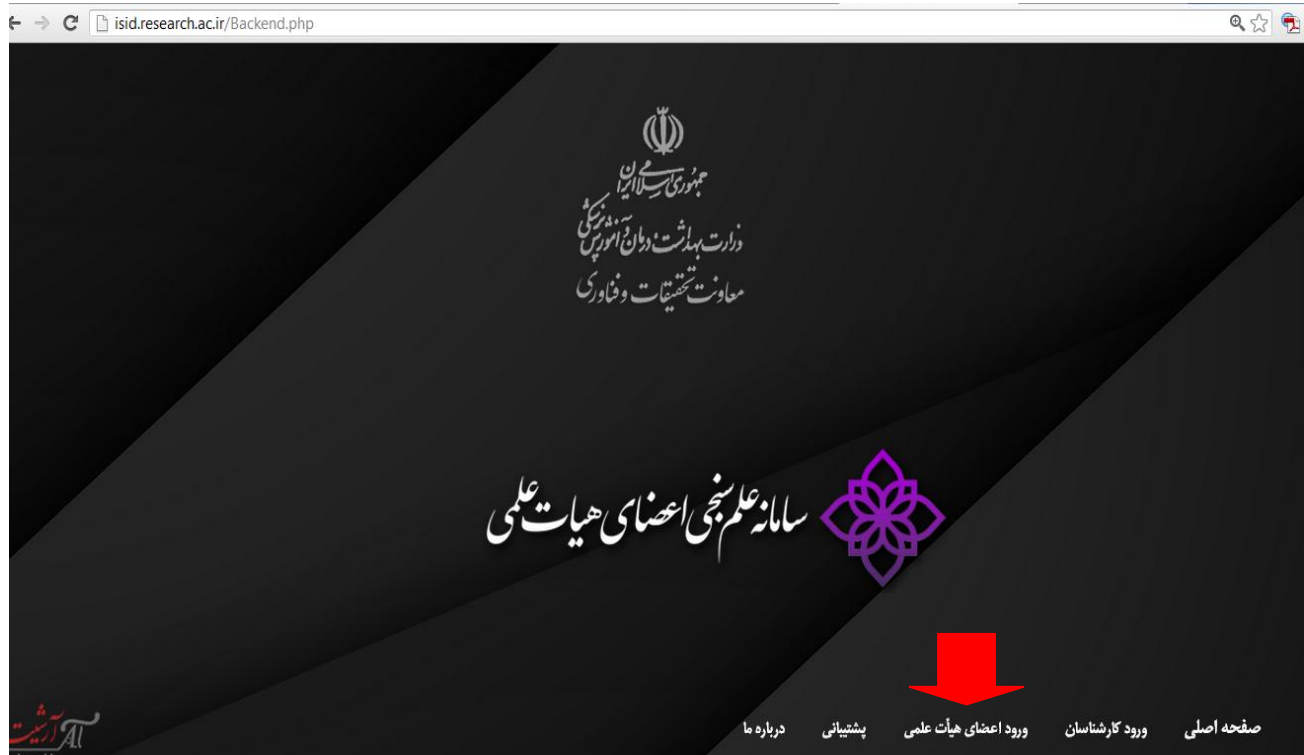 isid.research.ac.ir/Backend.php
جمهوری اسلامی ایران
وزارت بهداشت، درمان و آموزش پزشکی
معاونت تحقیقات و فناوری
سامانه علم سنجی اعضای هیات علمی
صفحه اصلی
ورود کارشناسان
ورود اعضای هیأت علمی
پشتیبانی
درباره ما
آرشیت